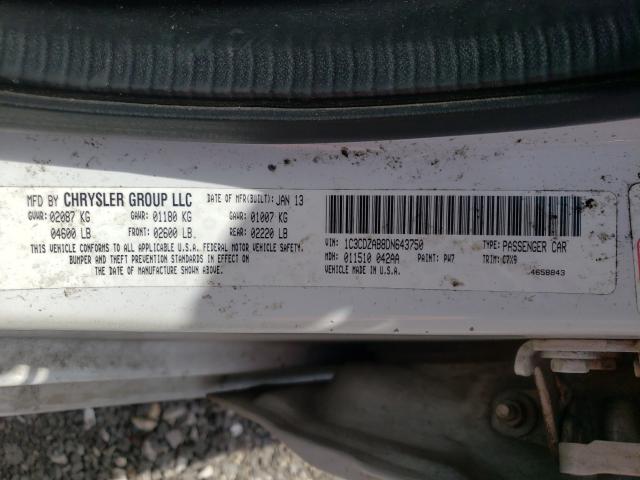 MFD BY CHRYSLER GROUP LLC DATE OF MFR(BUILT): JAN 13
GVWR: 02087 KG GAWR: 01180 KG GAWR: 01007 KG
04600 LB FRONT: 02600 LB. REAR: 02220 LB
THIS VEHICLE CONFORMS TO ALL APPLICABLE U.S.A. FEDERAL MOTOR VEHICLE SAFETY,
BUMPER AND THEFT PREVENTION STANDARDS IN EFFECT ON
THE DATE OF MANUFACTURE SHOWN ABOVE.
VIN: 1C3CDZAB8DN643750 TYPE: PASSENGER CAR
MDH: 011510 042AA PAINT: PW7 TRIM: C7X9
VEHICLE MADE IN U.S.A. 4658843